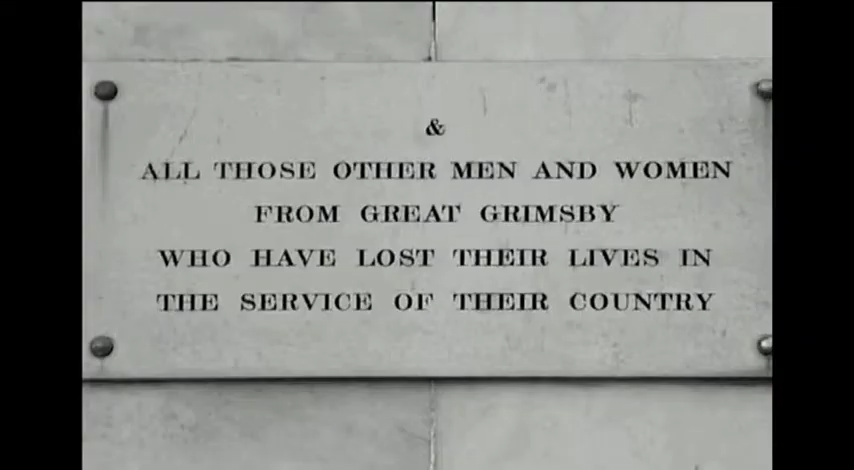 &
ALL THOSE OTHER MEN AND WOMEN
FROM GREAT GRIMSBY
WHO HAVE LOST THEIR LIVES IN
THE SERVICE OF THEIR COUNTRY